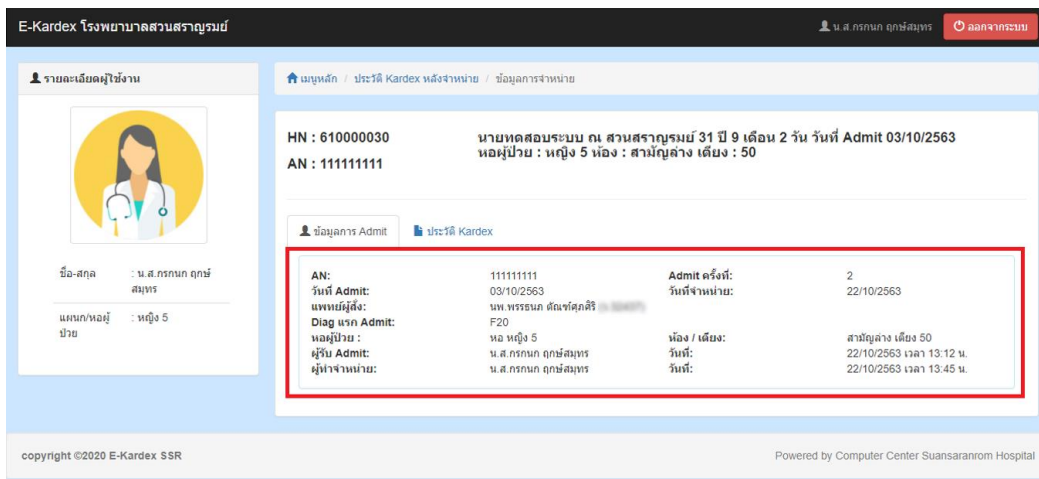 E-Kardex โรงพยาบาลสวนสราญรมย์
น.ส.กรกนก ฤกษ์สมุทร
ออกจากระบบ
รายละเอียดผู้ใช้งาน
ชื่อ-สกุล : น.ส.กรกนก ฤกษ์
สมุทร
แผนก/หอผู้ : หญิง 5
ป่วย
เมนูหลัก / ประวัติ Kardex หลังจำหน่าย / ข้อมูลการจำหน่าย
HN : 610000030
AN : 111111111
นายทดสอบระบบ ณ สวนสราญรมย์ 31 ปี 9 เดือน 2 วัน วันที่ Admit 03/10/2563
หอผู้ป่วย : หญิง 5 ห้อง : สามัญล่าง เตียง : 50
ข้อมูลการ Admit
ประวัติ Kardex
AN: 111111111 Admit ครั้งที่: 2
วันที่ Admit: 03/10/2563 วันที่จำหน่าย: 22/10/2563
แพทย์ผู้สั่ง: นพ.พรรธนภ ตัณฑ์ศุภสิริ
Diag แรก Admit: F20
หอผู้ป่วย : หอ หญิง 5 ห้อง / เตียง: สามัญล่าง เตียง 50
ผู้รับ Admit: น.ส.กรกนก ฤกษ์สมุทร วันที่: 22/10/2563 เวลา 13:12 น.
ผู้ทำจำหน่าย: น.ส.กรกนก ฤกษ์สมุทร วันที่: 22/10/2563 เวลา 13:45 น.
copyright ©2020 E-Kardex SSR
Powered by Computer Center Suansaranrom Hospital